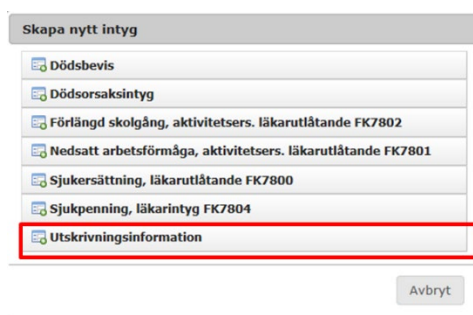 Skapa nytt intyg
Dödsbevis
Dödsorsaksintyg
Förlängd skolgång, aktivitetsers. läkarutlåtande FK7802
Nedsatt arbetsförmåga, aktivitetsers. läkarutlåtande FK7801
Sjukersättning, läkarutlåtande FK7800
Sjukpenning, läkarintyg FK7804
Utskrivningsinformation
Avbryt